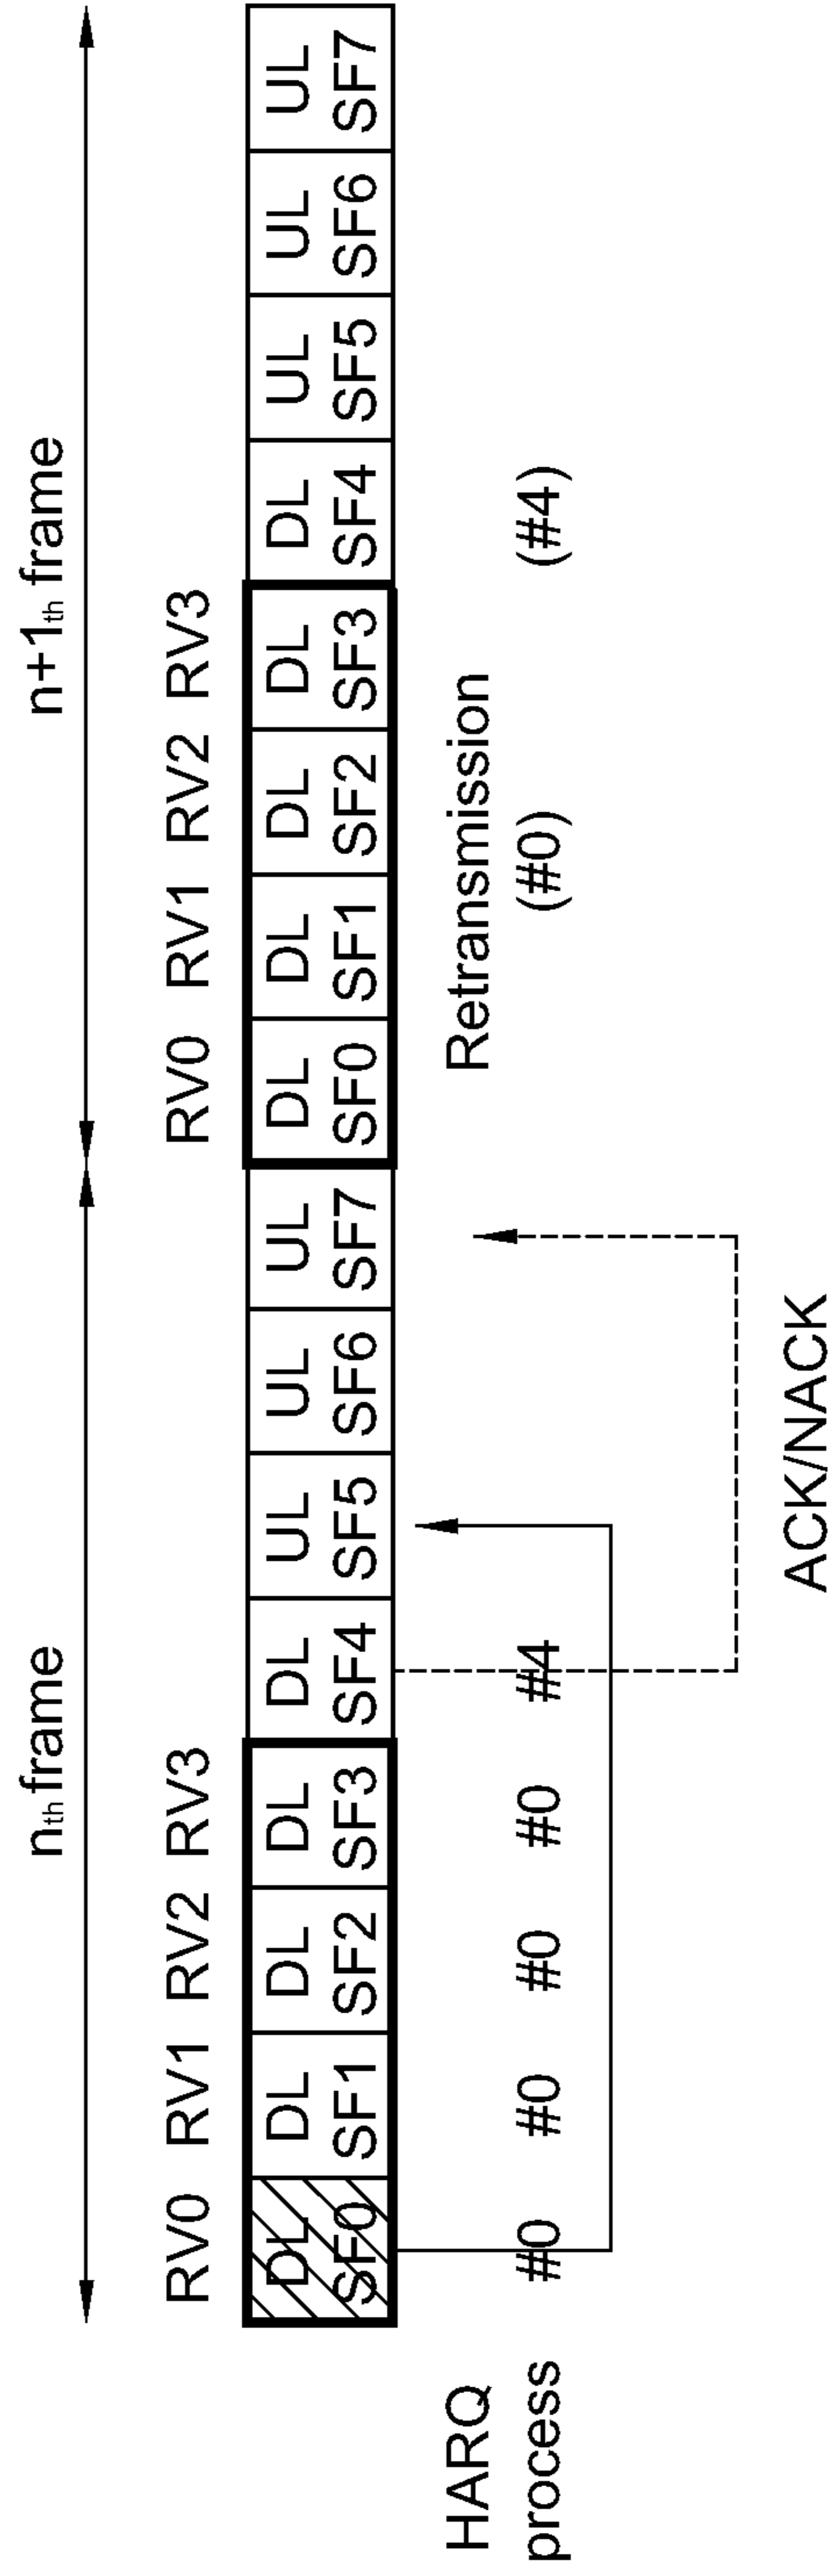 nth frame n+1th frame
RV0 RV1 RV2 RV3 RV0 RV1 RV2 RV3
DL DL DL DL DL UL UL UL DL DL DL DL DL UL UL UL
SF0 SF1 SF2 SF3 SF4 SF5 SF6 SF7 SF0 SF1 SF2 SF3 SF4 SF5 SF6 SF7
HARQ Retransmission
process #0 #0 #0 #0 #4 (#0) (#4)
ACK/NACK